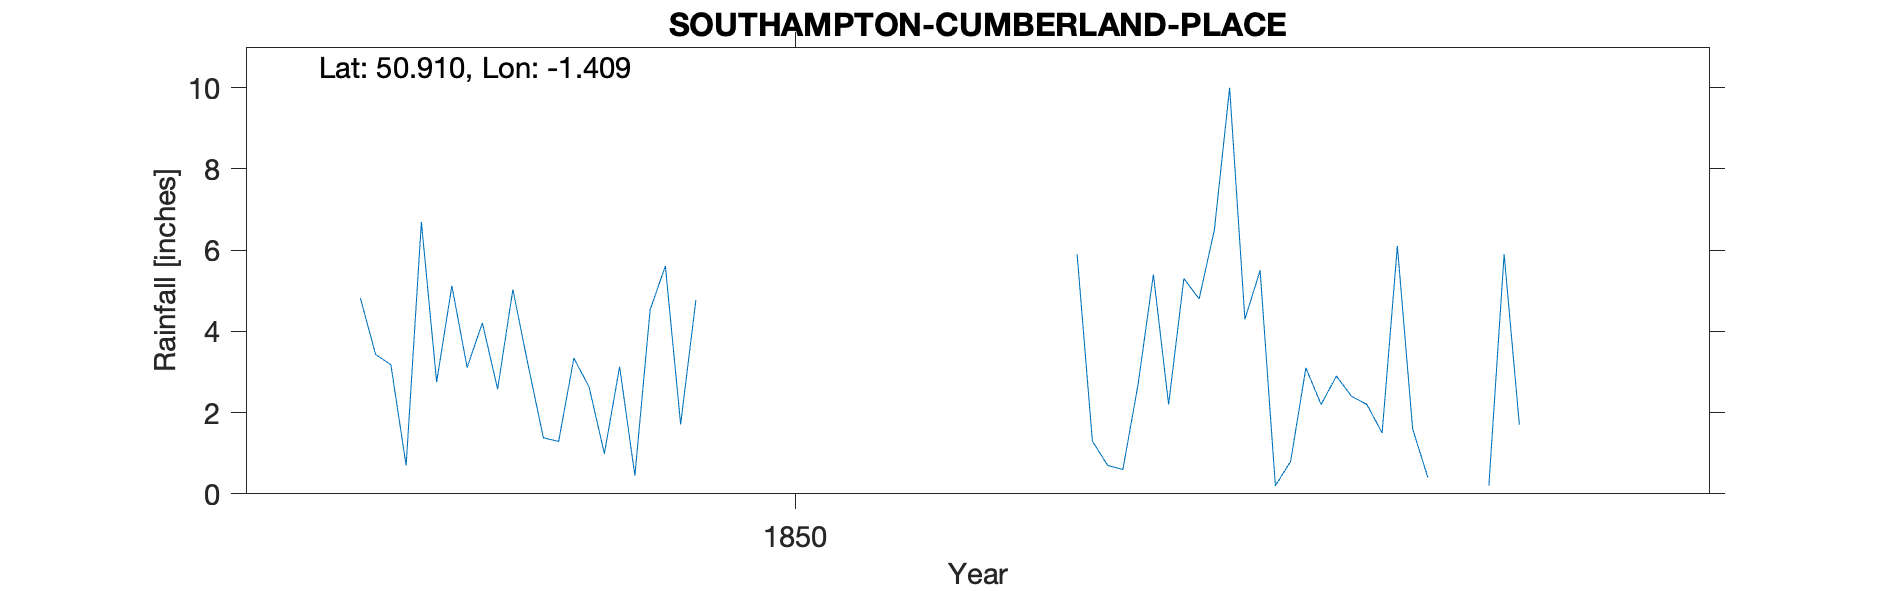 SOUTHAMPTON-CUMBERLAND-PLACE
Lat: 50.910, Lon: -1.409
10
8
6
4
2
0
Rainfall [inches]
1850
Year